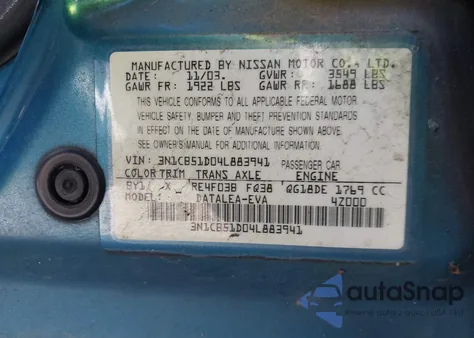 MANUFACTURED BY NISSAN MOTOR CO., LTD.
DATE: 11/03. GVWR: 3549 LBS
GAWR FR: 1922 LBS GAWR RR: 1688 LBS
THIS VEHICLE CONFORMS TO ALL APPLICABLE FEDERAL MOTOR
VEHICLE SAFETY, BUMPER AND THEFT PREVENTION STANDARDS
IN EFFECT ON THE DATE OF MANUFACTURE SHOWN ABOVE.
SEE OWNER'S MANUAL FOR ADDITIONAL INFORMATION.
VIN: 3N1CB51D04L883941 PASSENGER CAR
COLOR TRIM TRANS AXLE ENGINE
BY1/ X RE4F03B FQ38 QG18DE 1769 CC
MODEL: DATALEA-EVA 4Z000
3N1CB51D04L883941
autoSnap